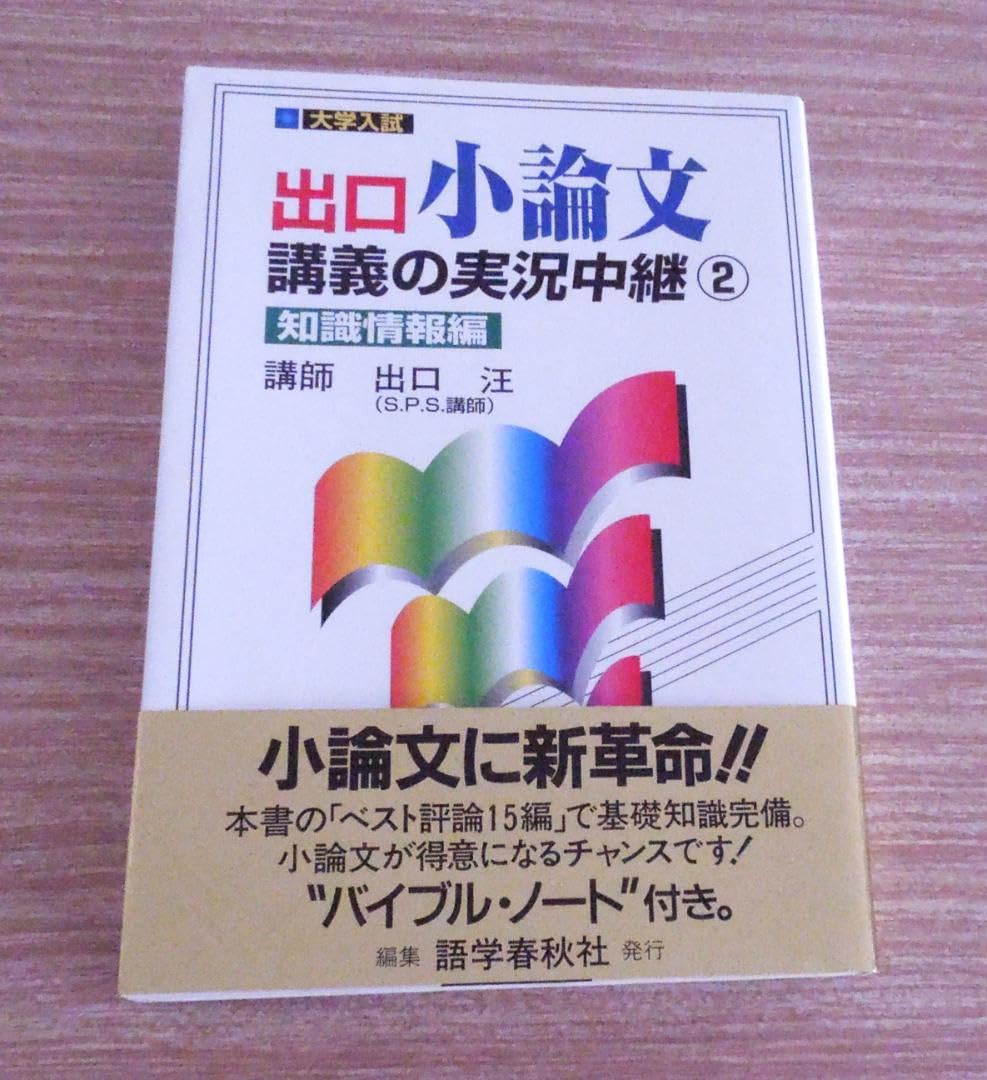 大学入試
出口 小論文
講義の実況中継②
知識情報編
講師 出口 汪
(S.P.S.講師)
小論文に新革命!!
本書の「ベスト評論15編」で基礎知識完備。
小論文が得意になるチャンスです!
“バイブル・ノート”付き。
編集 語学春秋社 発行